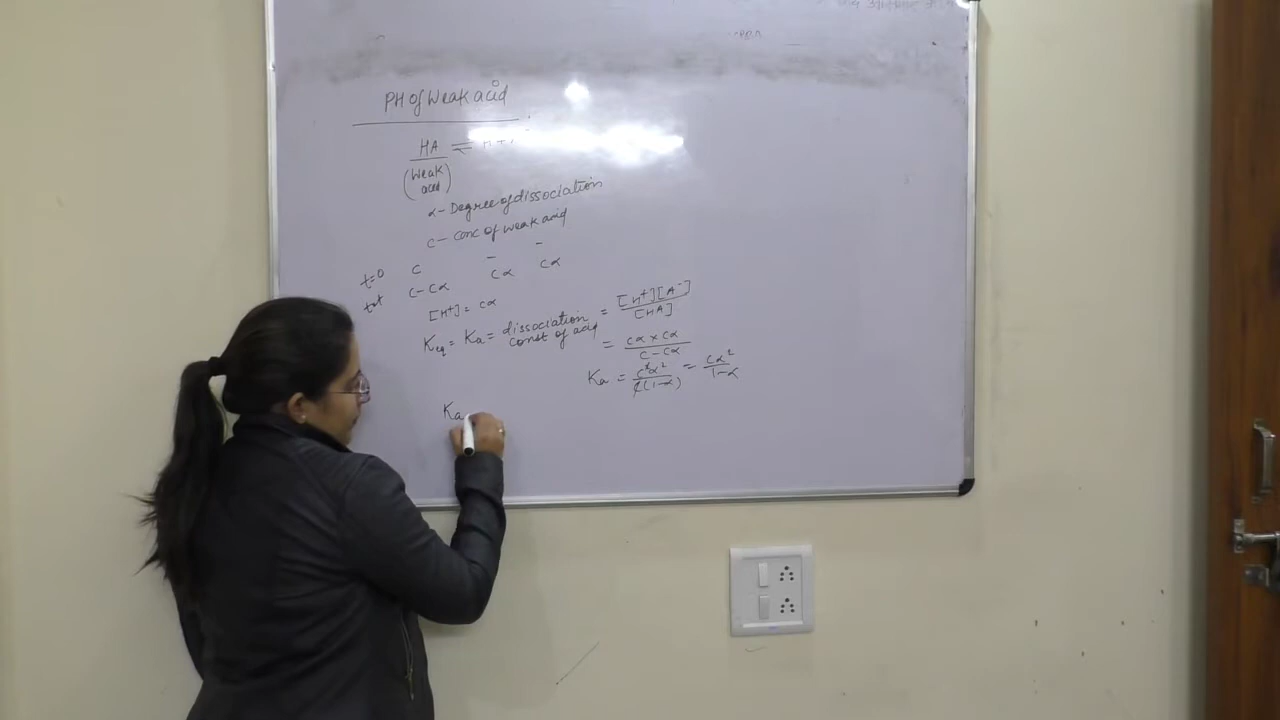 PH of Weak acid
HA ⇌ H+
(Weak acid)
α - Degree of dissociation
C - Conc of weak acid
t=0 C - -
t=t C-Cα Cα Cα
[H⁺] = Cα
Keq = Ka = dissociation const of acid = [H⁺][A⁻]/[HA]
= Cα × Cα / C - Cα
Ka = C²α²/C(1-α) = Cα²/1-α
Ka